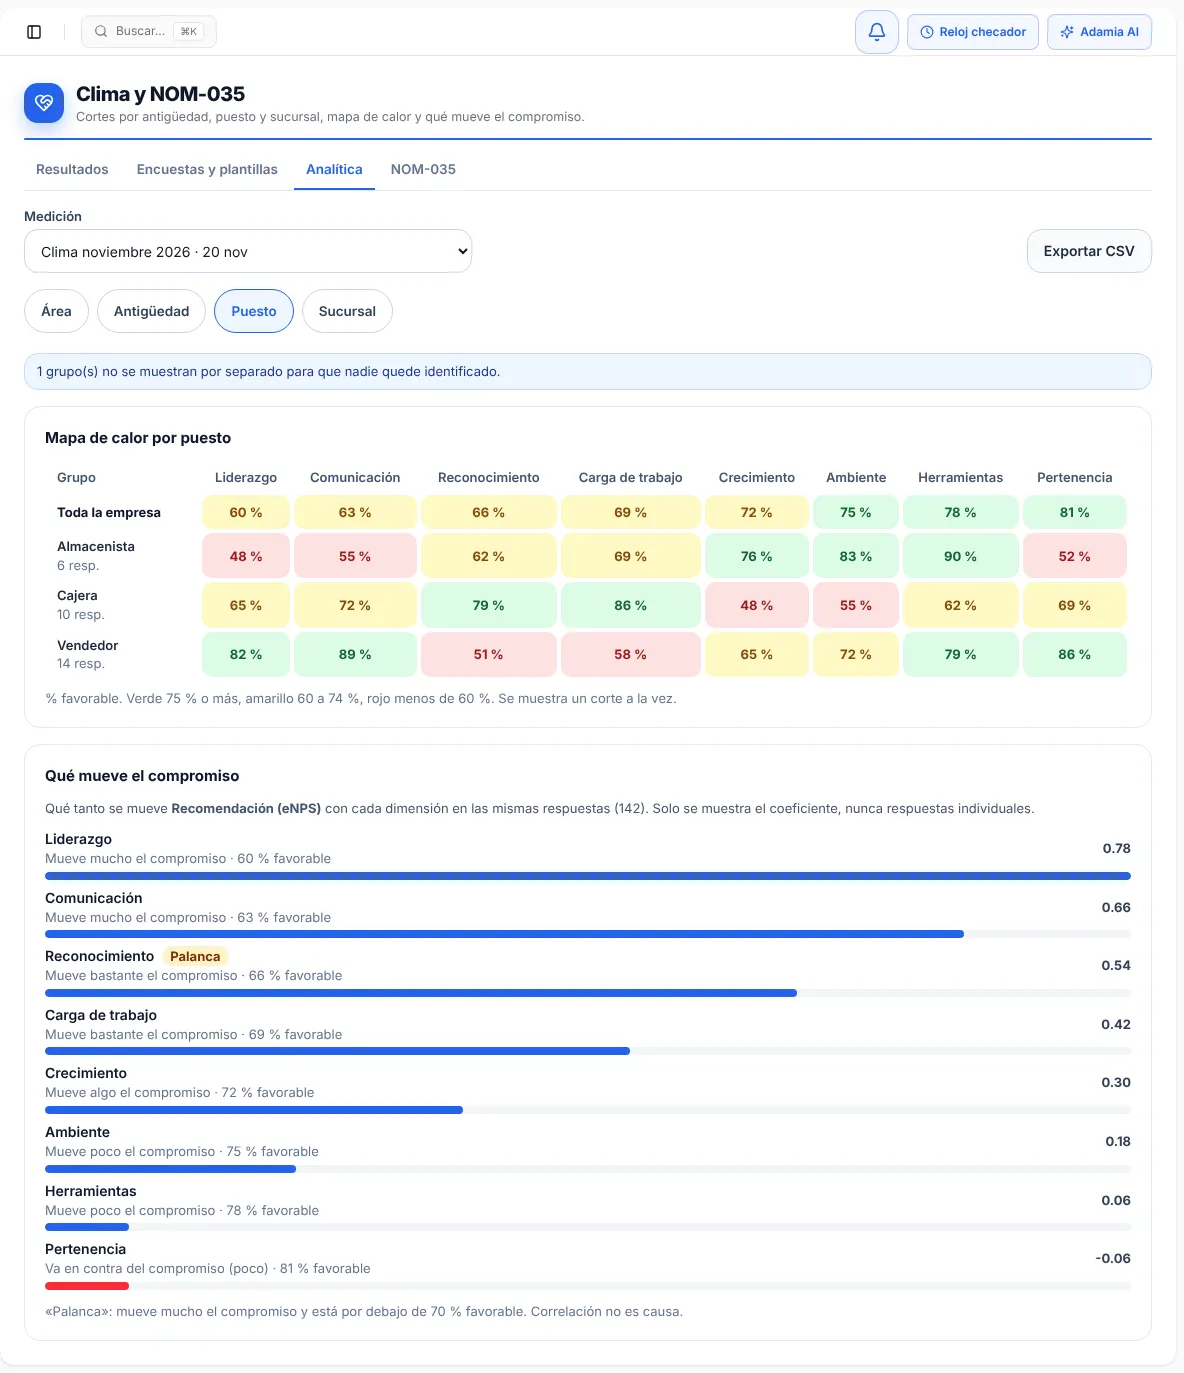 Buscar... ⌘K
Reloj checador
Adamia AI
Clima y NOM-035
Cortes por antigüedad, puesto y sucursal, mapa de calor y qué mueve el compromiso.
Resultados Encuestas y plantillas Analítica NOM-035
Medición
Clima noviembre 2026 · 20 nov
Exportar CSV
Área Antigüedad Puesto Sucursal
1 grupo(s) no se muestran por separado para que nadie quede identificado.
Mapa de calor por puesto
Grupo Liderazgo Comunicación Reconocimiento Carga de trabajo Crecimiento Ambiente Herramientas Pertenencia
Toda la empresa 60 % 63 % 66 % 69 % 72 % 75 % 78 % 81 %
Almacenista
6 resp.
48 % 55 % 62 % 69 % 76 % 83 % 90 % 52 %
Cajera
10 resp.
65 % 72 % 79 % 86 % 48 % 55 % 62 % 69 %
Vendedor
14 resp.
82 % 89 % 51 % 58 % 65 % 72 % 79 % 86 %
% favorable. Verde 75 % o más, amarillo 60 a 74 %, rojo menos de 60 %. Se muestra un corte a la vez.
Qué mueve el compromiso
Qué tanto se mueve Recomendación (eNPS) con cada dimensión en las mismas respuestas (142). Solo se muestra el coeficiente, nunca respuestas individuales.
Liderazgo
Mueve mucho el compromiso · 60 % favorable
0.78
Comunicación
Mueve mucho el compromiso · 63 % favorable
0.66
Reconocimiento Palanca
Mueve bastante el compromiso · 66 % favorable
0.54
Carga de trabajo
Mueve bastante el compromiso · 69 % favorable
0.42
Crecimiento
Mueve algo el compromiso · 72 % favorable
0.30
Ambiente
Mueve poco el compromiso · 75 % favorable
0.18
Herramientas
Mueve poco el compromiso · 78 % favorable
0.06
Pertenencia
Va en contra del compromiso (poco) · 81 % favorable
-0.06
«Palanca»: mueve mucho el compromiso y está por debajo de 70 % favorable. Correlación no es causa.